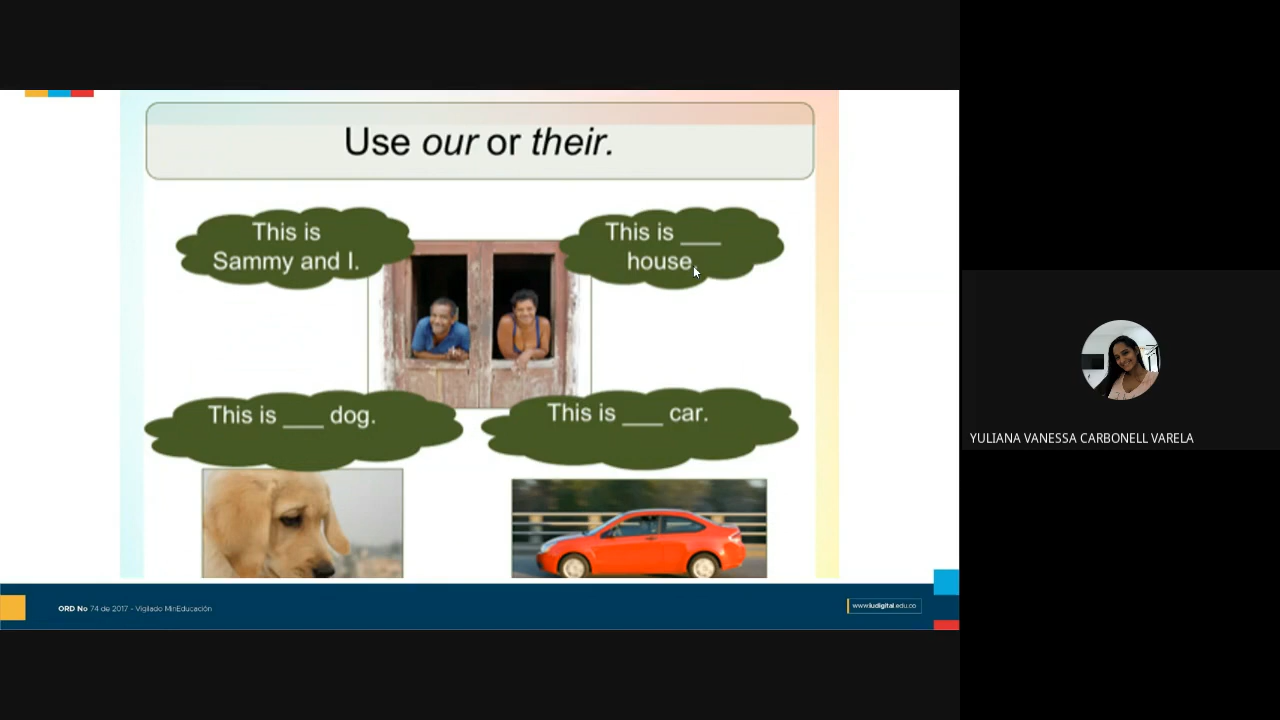 Use our or their.
This is
Sammy and I.
This is ___
house.
This is ___ dog.
This is ___ car.
YULIANA VANESSA CARBONELL VARELA
ORD No 74 de 2017 - Vigilado MinEducación
www.iudigital.edu.co